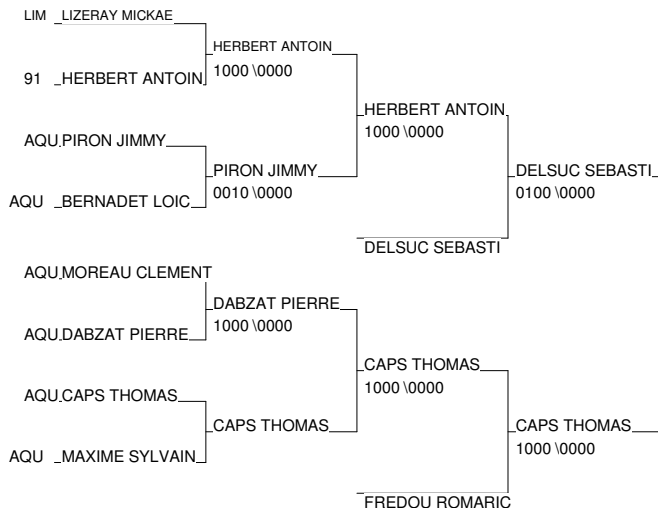 LIM LIZERAY MICKAE
HERBERT ANTOIN
1000 \0000
91 HERBERT ANTOIN
HERBERT ANTOIN
1000 \0000
AQU PIRON JIMMY
PIRON JIMMY
0010 \0000
DELSUC SEBASTI
0100 \0000
AQU BERNADET LOIC
DELSUC SEBASTI
AQU MOREAU CLEMENT
DABZAT PIERRE
1000 \0000
AQU DABZAT PIERRE
CAPS THOMAS
1000 \0000
AQU CAPS THOMAS
CAPS THOMAS
CAPS THOMAS
1000 \0000
AQU MAXIME SYLVAIN
FREDOU ROMARIC